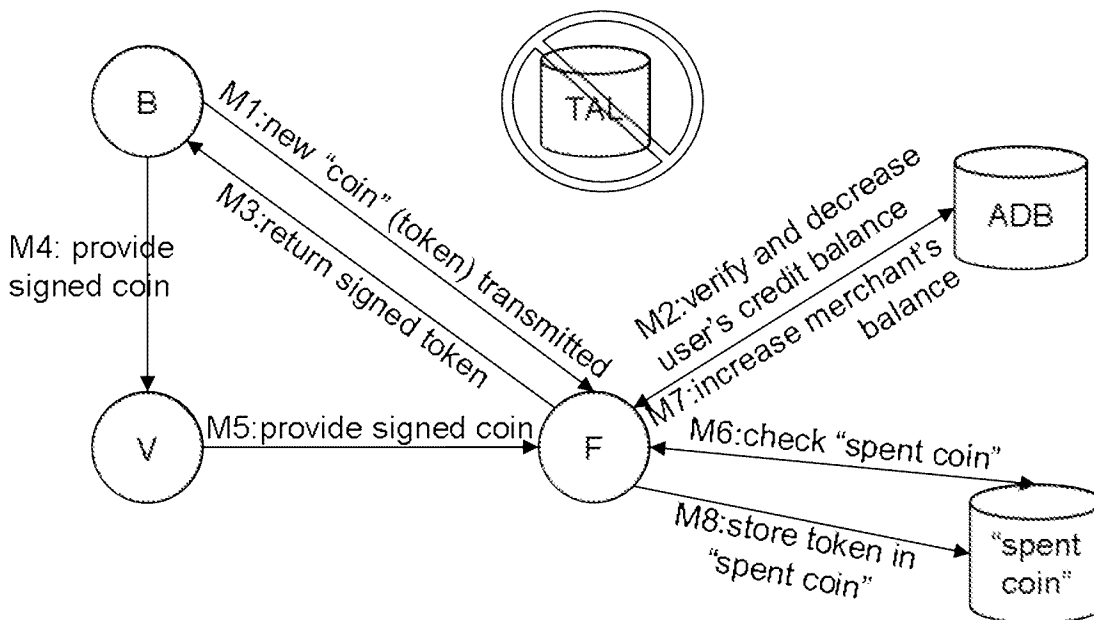 B
M1:new “coin” (token) transmitted
TAL
M3:return signed token
M2:verify and decrease
user’s credit balance
M7:increase merchant’s
balance
ADB
M4: provide
signed coin
V
M5:provide signed coin
F
M6:check “spent coin”
M8:store token in
“spent coin”
“spent
coin”